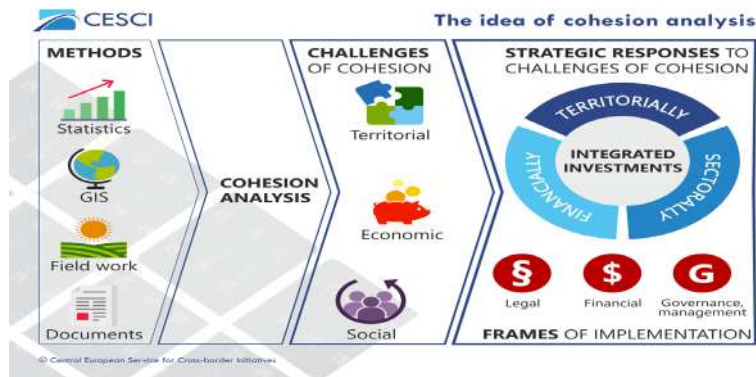 CESCI
The idea of cohesion analysis
METHODS
Statistics
GIS
Field work
Documents
COHESION
ANALYSIS
CHALLENGES
OF COHESION
Territorial
Economic
Social
STRATEGIC RESPONSES TO
CHALLENGES OF COHESION
TERRITORIALLY
FINANCIALLY
SECTORALLY
INTEGRATED
INVESTMENTS
§
$
G
Legal
Financial
Governance,
management
FRAMES OF IMPLEMENTATION
© Central European Service for Cross-border Initiatives